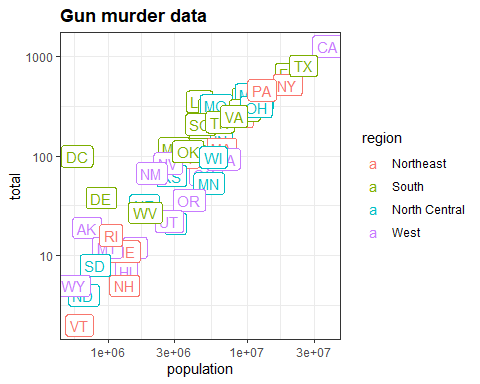 Gun murder data
total
1000
100
10
CA
TX
NY
PA
OH
VA
DC
OK
WI
NM
MN
DE
WV
OR
AK
RI
UT
SD
HI
WY
NH
VT
1e+06
3e+06
1e+07
3e+07
population
region
a Northeast
a South
a North Central
a West